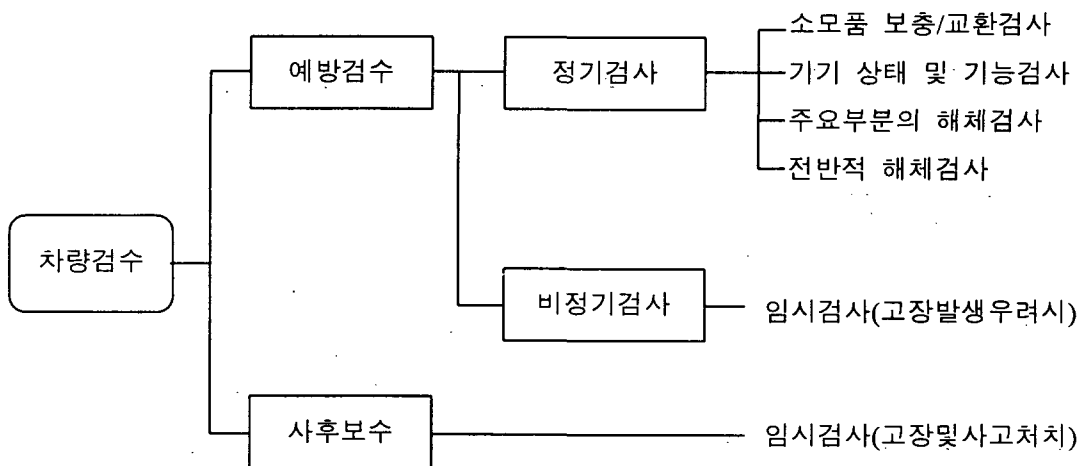 소모품 보충/교환검사
예방검수
정기검사
기기 상태 및 기능검사
주요부분의 해체검사
전반적 해체검사
차량검수
비정기검사
임시검사(고장발생우려시)
사후보수
임시검사(고장및사고처치)